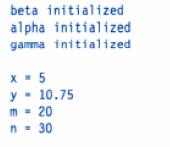 beta initialized
alpha initialized
gamma initialized
x = 5
y = 10.75
m = 20
n = 30